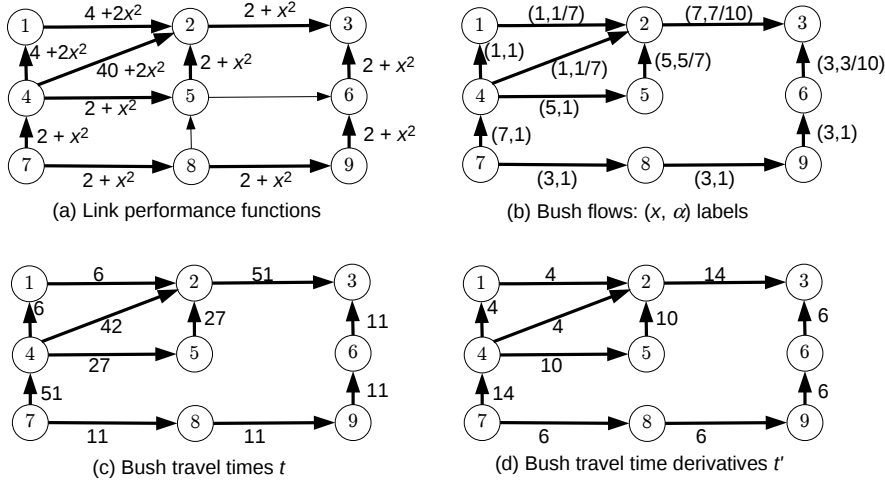 1 4 +2x² 2 2 + x² 3
4 +2x² 40 +2x² 2 + x² 2 + x²
4 2 + x² 5 6
2 + x² 2 + x²
7 2 + x² 8 2 + x² 9
(a) Link performance functions
1 (1,1/7) 2 (7,7/10) 3
(1,1) (1,1/7) (5,5/7) (3,3/10)
4 (5,1) 5 6
(7,1) (3,1)
7 (3,1) 8 (3,1) 9
(b) Bush flows: (x, α) labels
1 6 2 51 3
6 42 27 11
4 27 5 6
51 11
7 11 8 11 9
(c) Bush travel times t
1 4 2 14 3
4 4 10 6
4 10 5 6
14 6
7 6 8 6 9
(d) Bush travel time derivatives t'